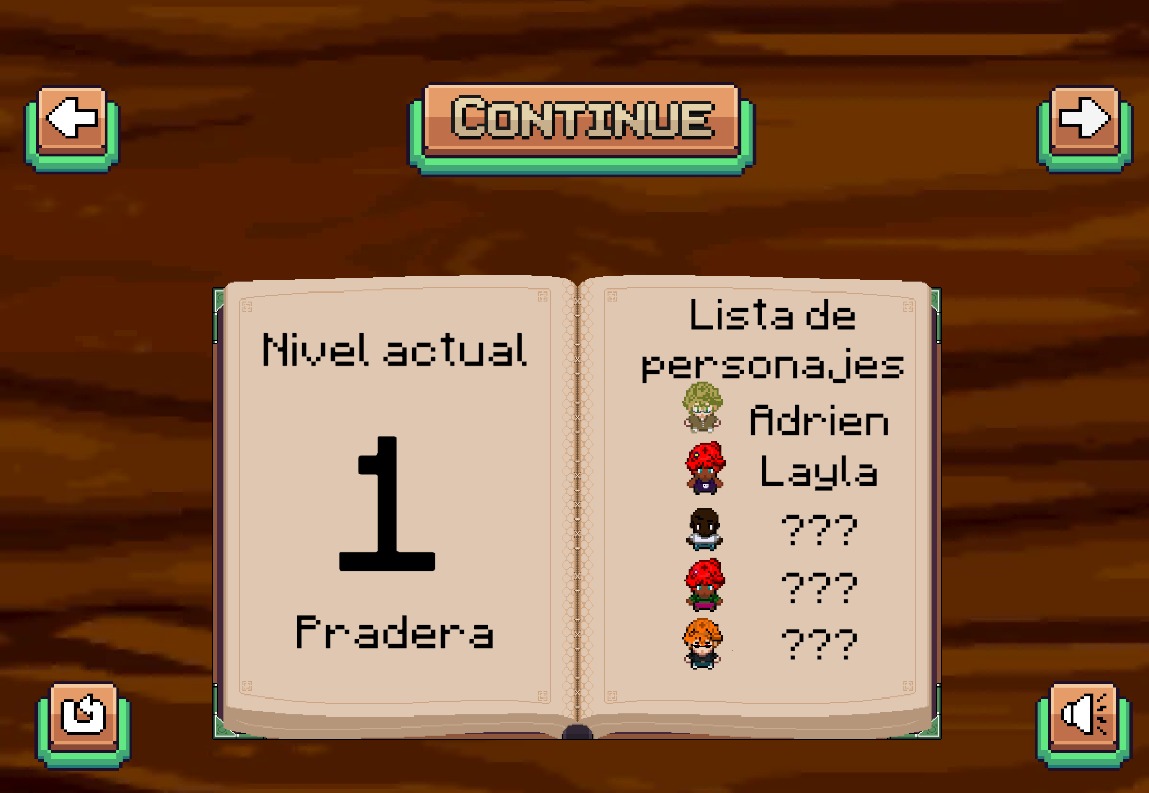 CONTINUE
Nivel actual
1
Pradera
Lista de
personajes
Adrien
Layla
???
???
???